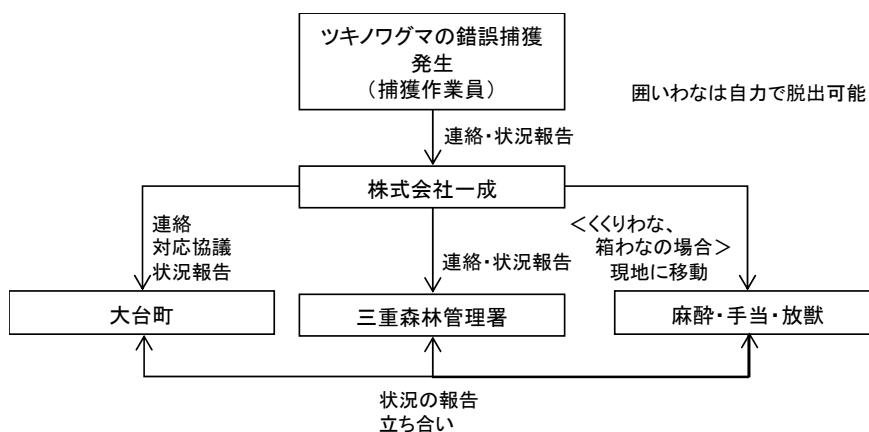 ツキノワグマの錯誤捕獲
発生
（捕獲作業員）
囲いわなは自力で脱出可能
連絡・状況報告
株式会社一成
連絡
対応協議
状況報告
連絡・状況報告
＜くくりわな、
箱わなの場合＞
現地に移動
大台町
三重森林管理署
麻酔・手当・放獣
状況の報告
立ち合い